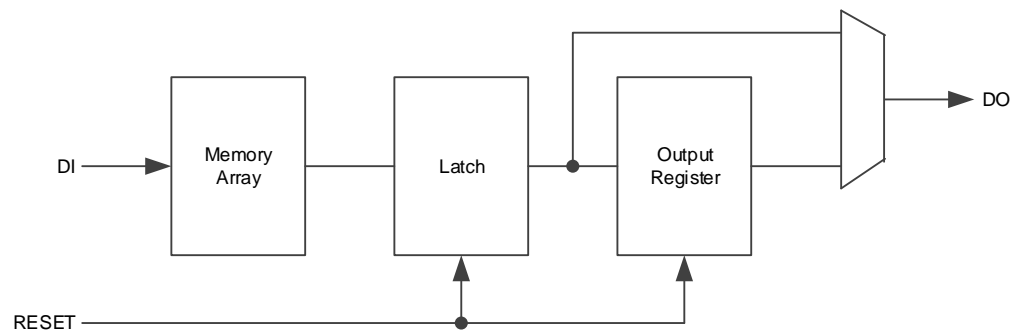 DO
DI
Memory
Array
Latch
Output
Register
RESET